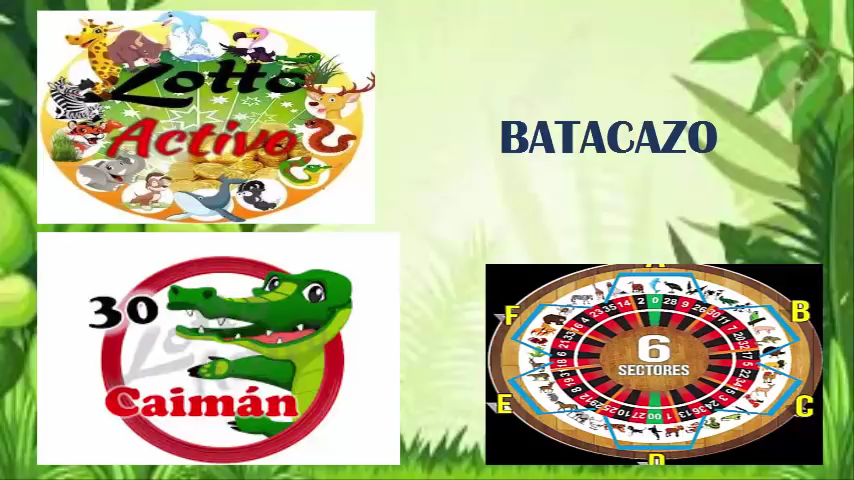 Lotto
Activo
BATACAZO
30
Caimán
A
B
C
D
E
F
6
SECTORES